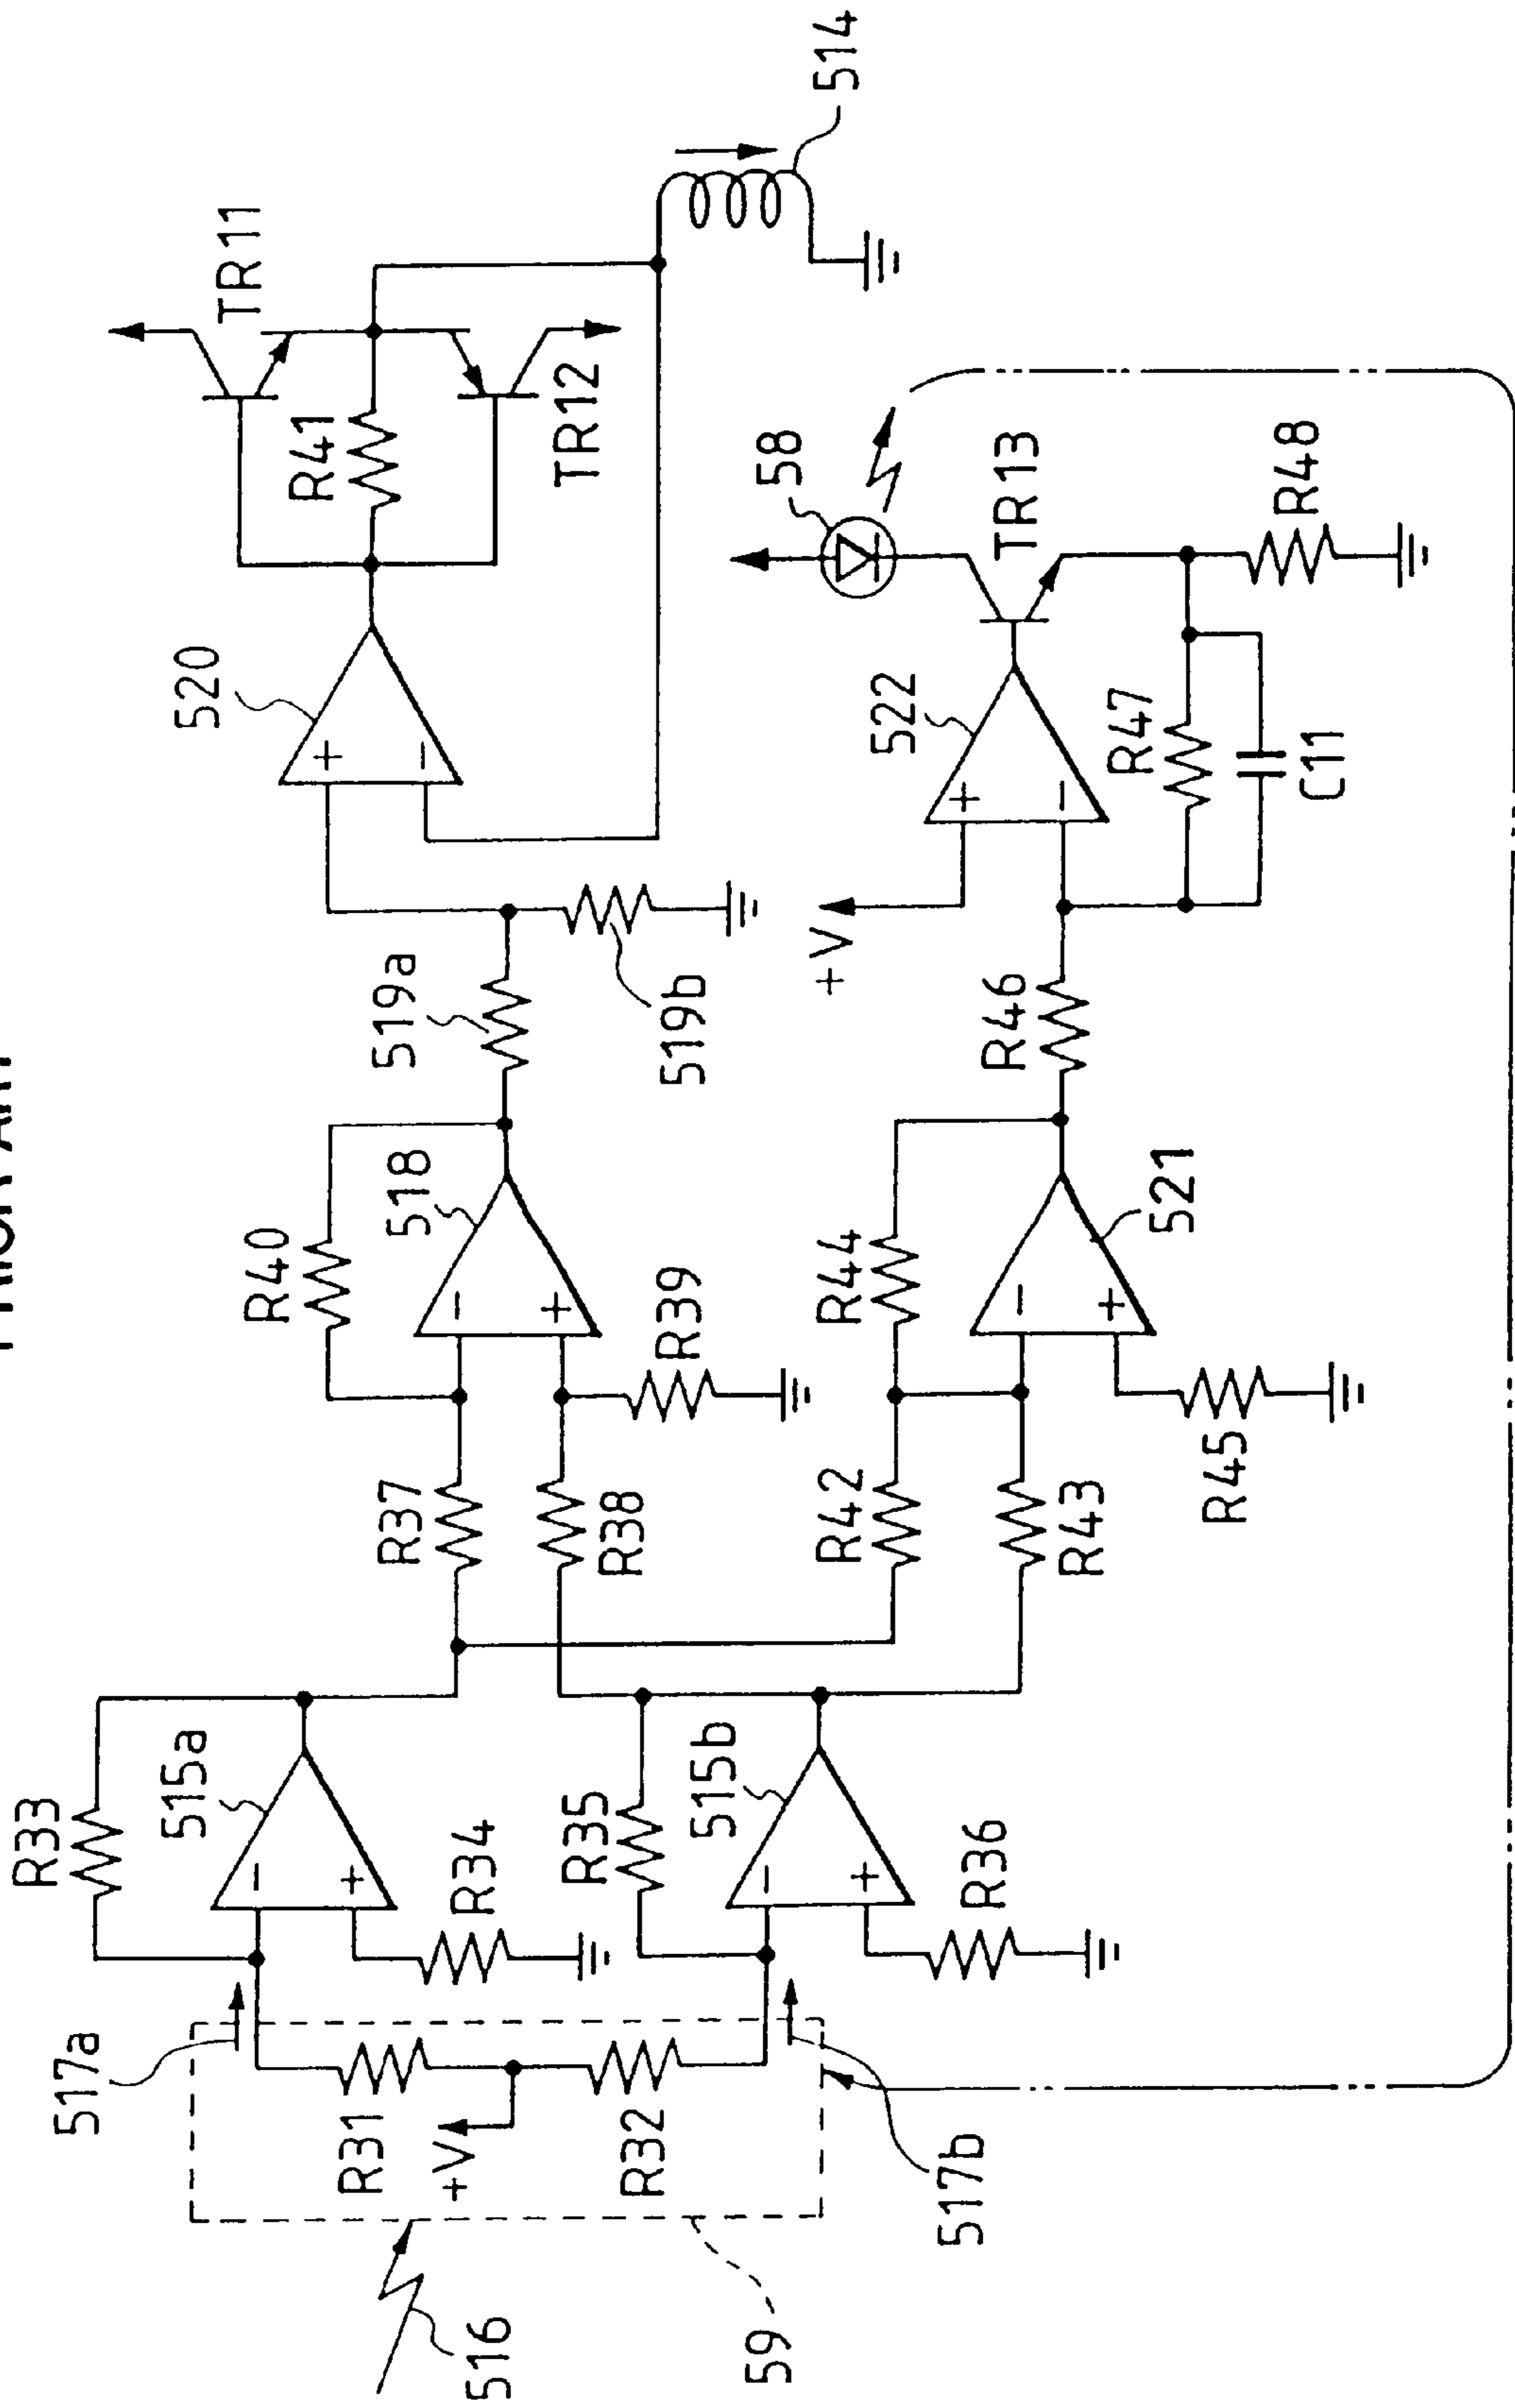 PRIOR ART
R33
515a
R34
517a
R31
+V
R32
516
59
517b
R35
515b
R36
R37
R38
R40
518
R39
519a
519b
520
R41
TR11
TR12
514
R42
R43
R44
521
R45
R46
+V
522
R47
C11
TR13
58
R48